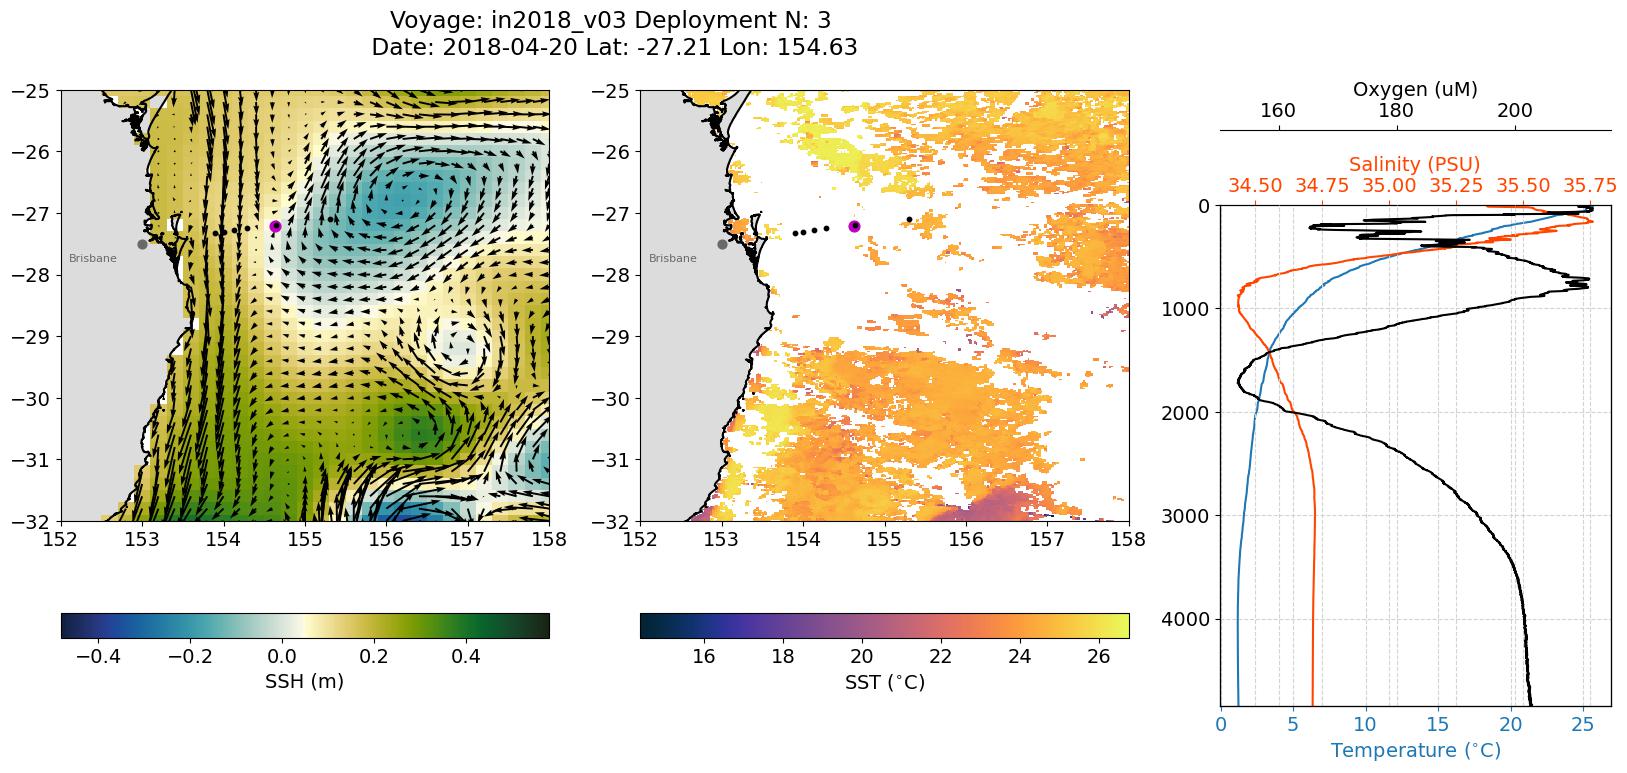 Voyage: in2018_v03 Deployment N: 3
Date: 2018-04-20 Lat: -27.21 Lon: 154.63
−25
−26
−27
−28
−29
−30
−31
−32
152 153 154 155 156 157 158
Brisbane
−0.4 −0.2 0.0 0.2 0.4
SSH (m)
−25
−26
−27
−28
−29
−30
−31
−32
152 153 154 155 156 157 158
Brisbane
16 18 20 22 24 26
SST (°C)
Oxygen (uM)
160 180 200
Salinity (PSU)
34.50 34.75 35.00 35.25 35.50 35.75
0
1000
2000
3000
4000
0 5 10 15 20 25
Temperature (°C)